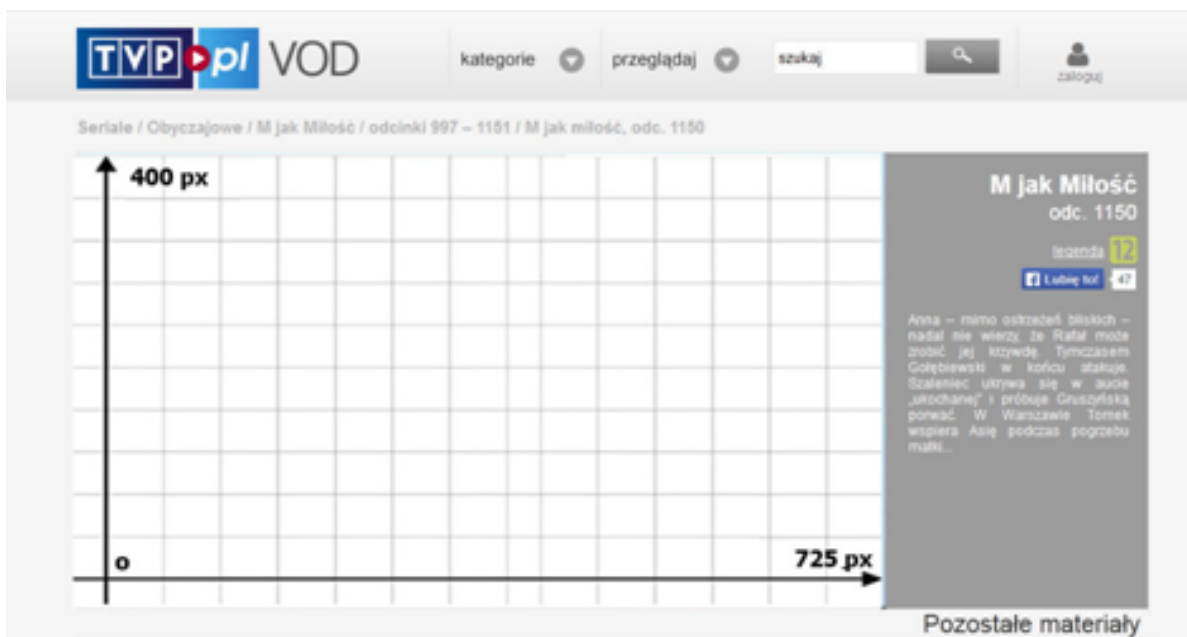 TVP pl VOD
kategorie przeglądaj szukaj zaloguj
Seriale / Obyczajowe / M jak Miłość / odcinki 997 – 1151 / M jak miłość, odc. 1150
400 px
0
725 px
M jak Miłość
odc. 1150
legenda 12
Lubię to! 47
Anna – mimo ostrzeżeń bliskich –
nadal nie wierzy, że Rafał może
zrobić jej krzywdę. Tymczasem
Gołębiewski w końcu atakuje.
Szaleniec ukrywa się w aucie
„ukochanej” i próbuje Gruszyńską
porwać. W Warszawie Tomek
wspiera Asię podczas pogrzebu
matki...
Pozostałe materiały